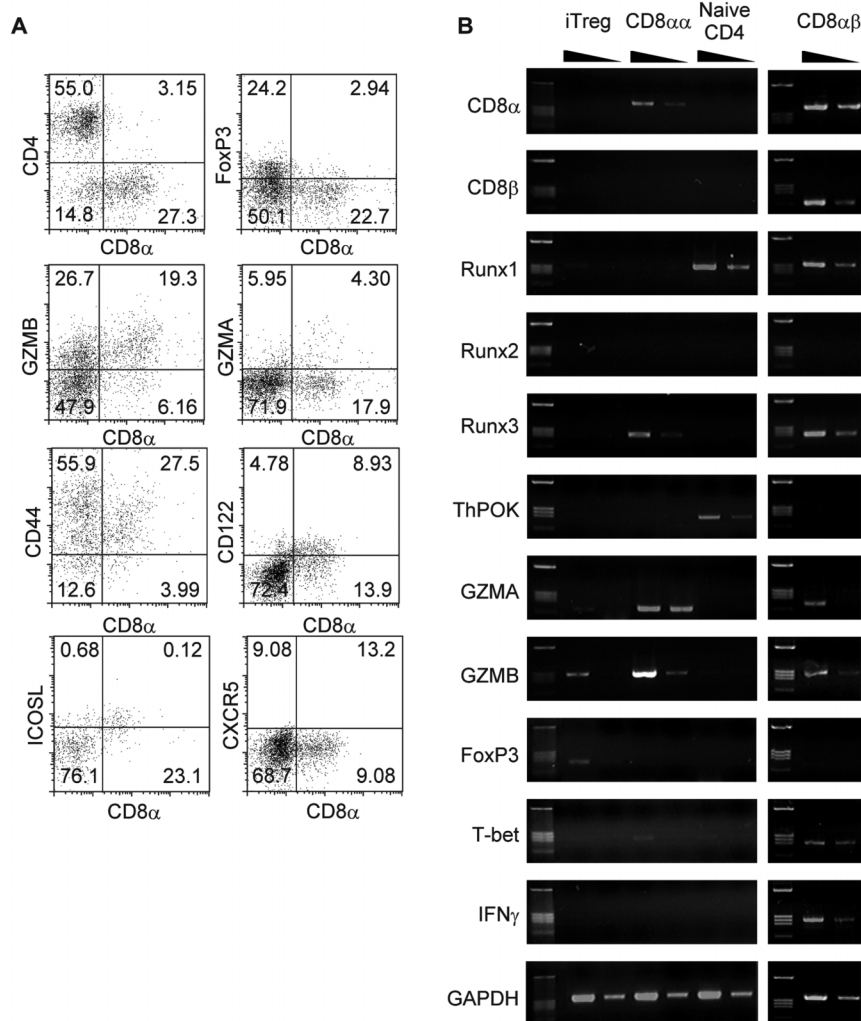 A
55.0 3.15
CD4
14.8 27.3
CD8α
24.2 2.94
FoxP3
50.1 22.7
CD8α
26.7 19.3
GZMB
47.9 6.16
CD8α
5.95 4.30
GZMA
71.9 17.9
CD8α
55.9 27.5
CD44
12.6 3.99
CD8α
4.78 8.93
CD122
72.4 13.9
CD8α
0.68 0.12
ICOSL
76.1 23.1
CD8α
9.08 13.2
CXCR5
68.7 9.08
CD8α
B
iTreg CD8αα Naive CD4 CD8αβ
CD8α
CD8β
Runx1
Runx2
Runx3
ThPOK
GZMA
GZMB
FoxP3
T-bet
IFNγ
GAPDH